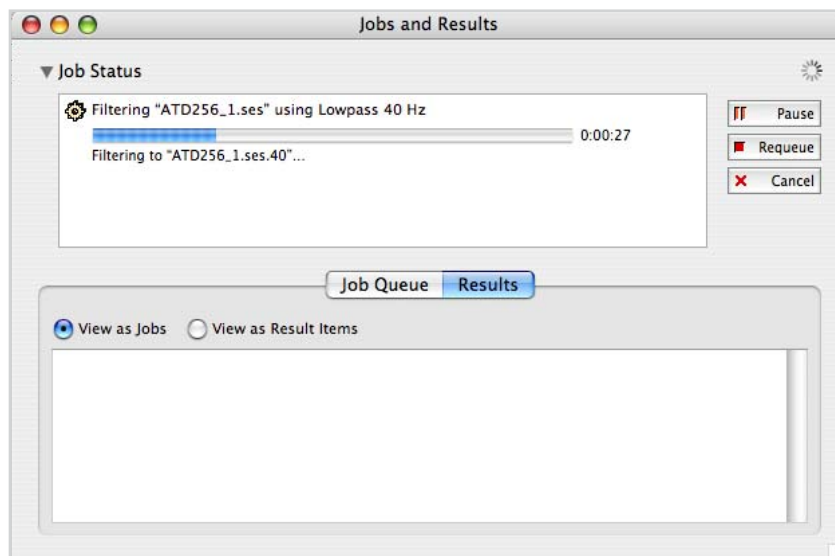 Jobs and Results
Job Status
Filtering “ATD256_1.ses” using Lowpass 40 Hz
0:00:27
Filtering to “ATD256_1.ses.40”...
Pause
Requeue
Cancel
Job Queue Results
View as Jobs View as Result Items